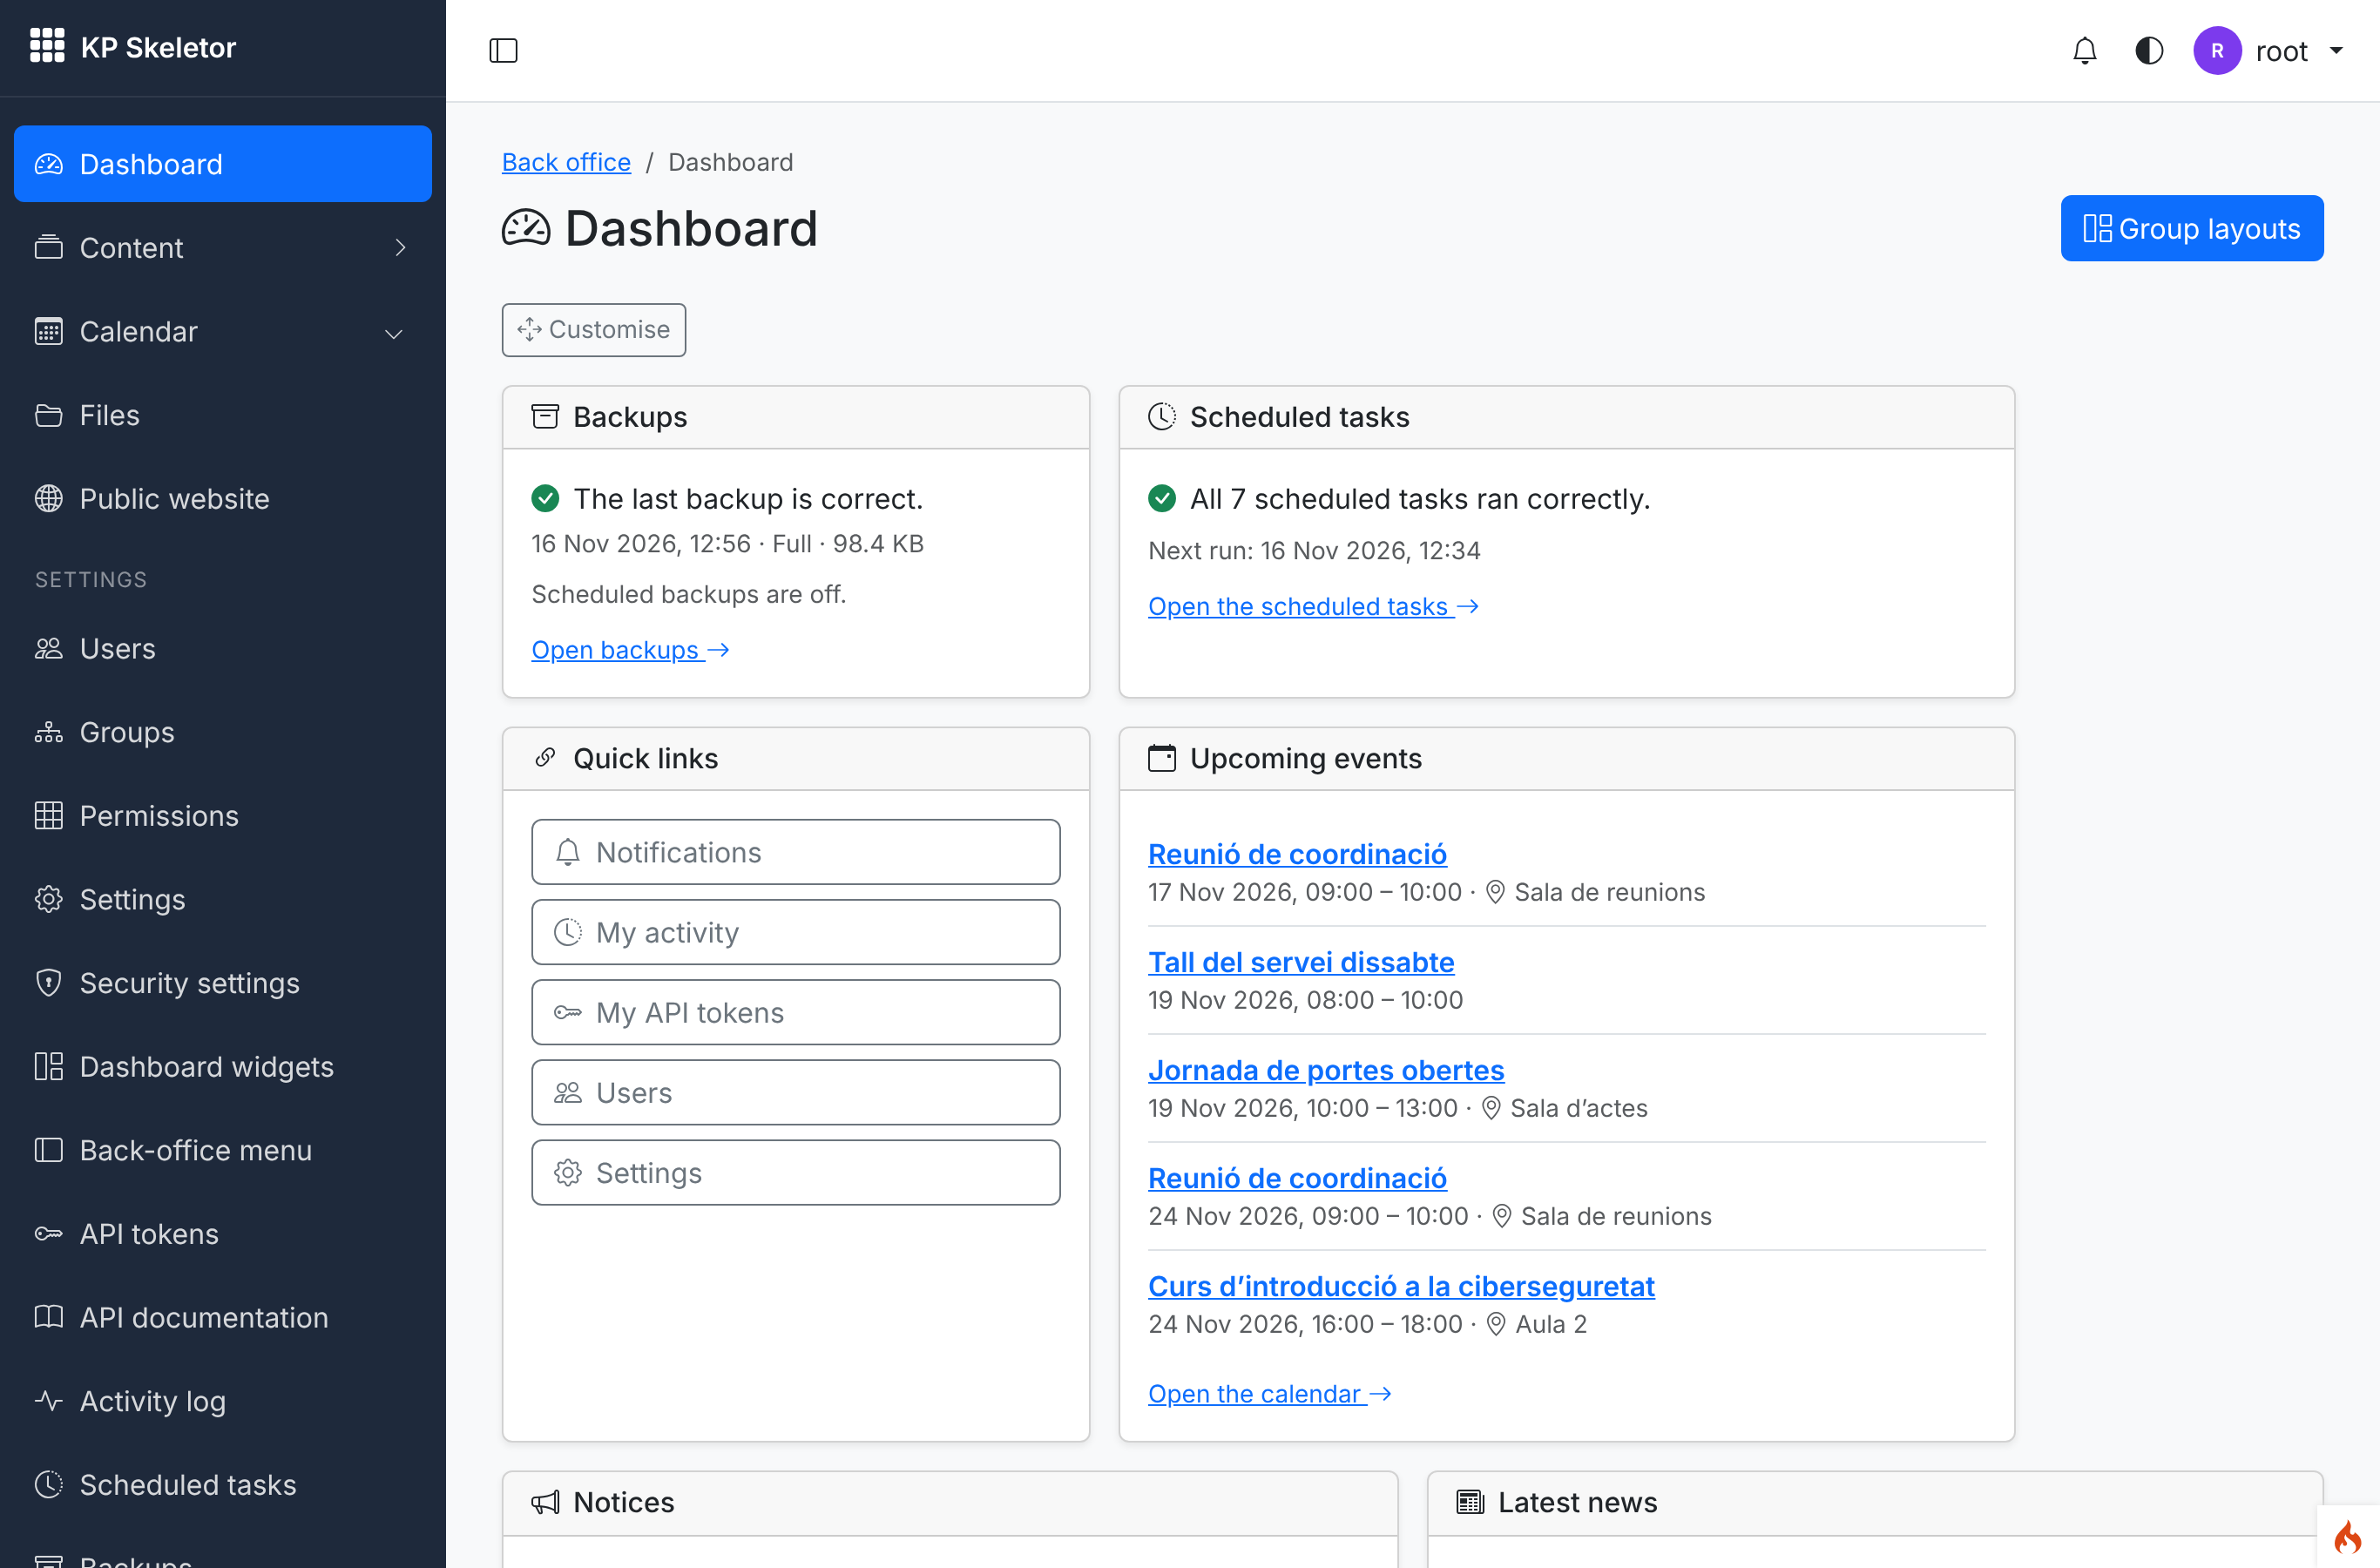 KP Skeletor
R root
Dashboard
Content
Calendar
Files
Public website
SETTINGS
Users
Groups
Permissions
Settings
Security settings
Dashboard widgets
Back-office menu
API tokens
API documentation
Activity log
Scheduled tasks
Backups
Back office / Dashboard
Dashboard
Group layouts
Customise
Backups
The last backup is correct.
16 Nov 2026, 12:56 · Full · 98.4 KB
Scheduled backups are off.
Open backups →
Scheduled tasks
All 7 scheduled tasks ran correctly.
Next run: 16 Nov 2026, 12:34
Open the scheduled tasks →
Quick links
Notifications
My activity
My API tokens
Users
Settings
Upcoming events
Reunió de coordinació
17 Nov 2026, 09:00 – 10:00 · Sala de reunions
Tall del servei dissabte
19 Nov 2026, 08:00 – 10:00
Jornada de portes obertes
19 Nov 2026, 10:00 – 13:00 · Sala d’actes
Reunió de coordinació
24 Nov 2026, 09:00 – 10:00 · Sala de reunions
Curs d’introducció a la ciberseguretat
24 Nov 2026, 16:00 – 18:00 · Aula 2
Open the calendar →
Notices
Latest news